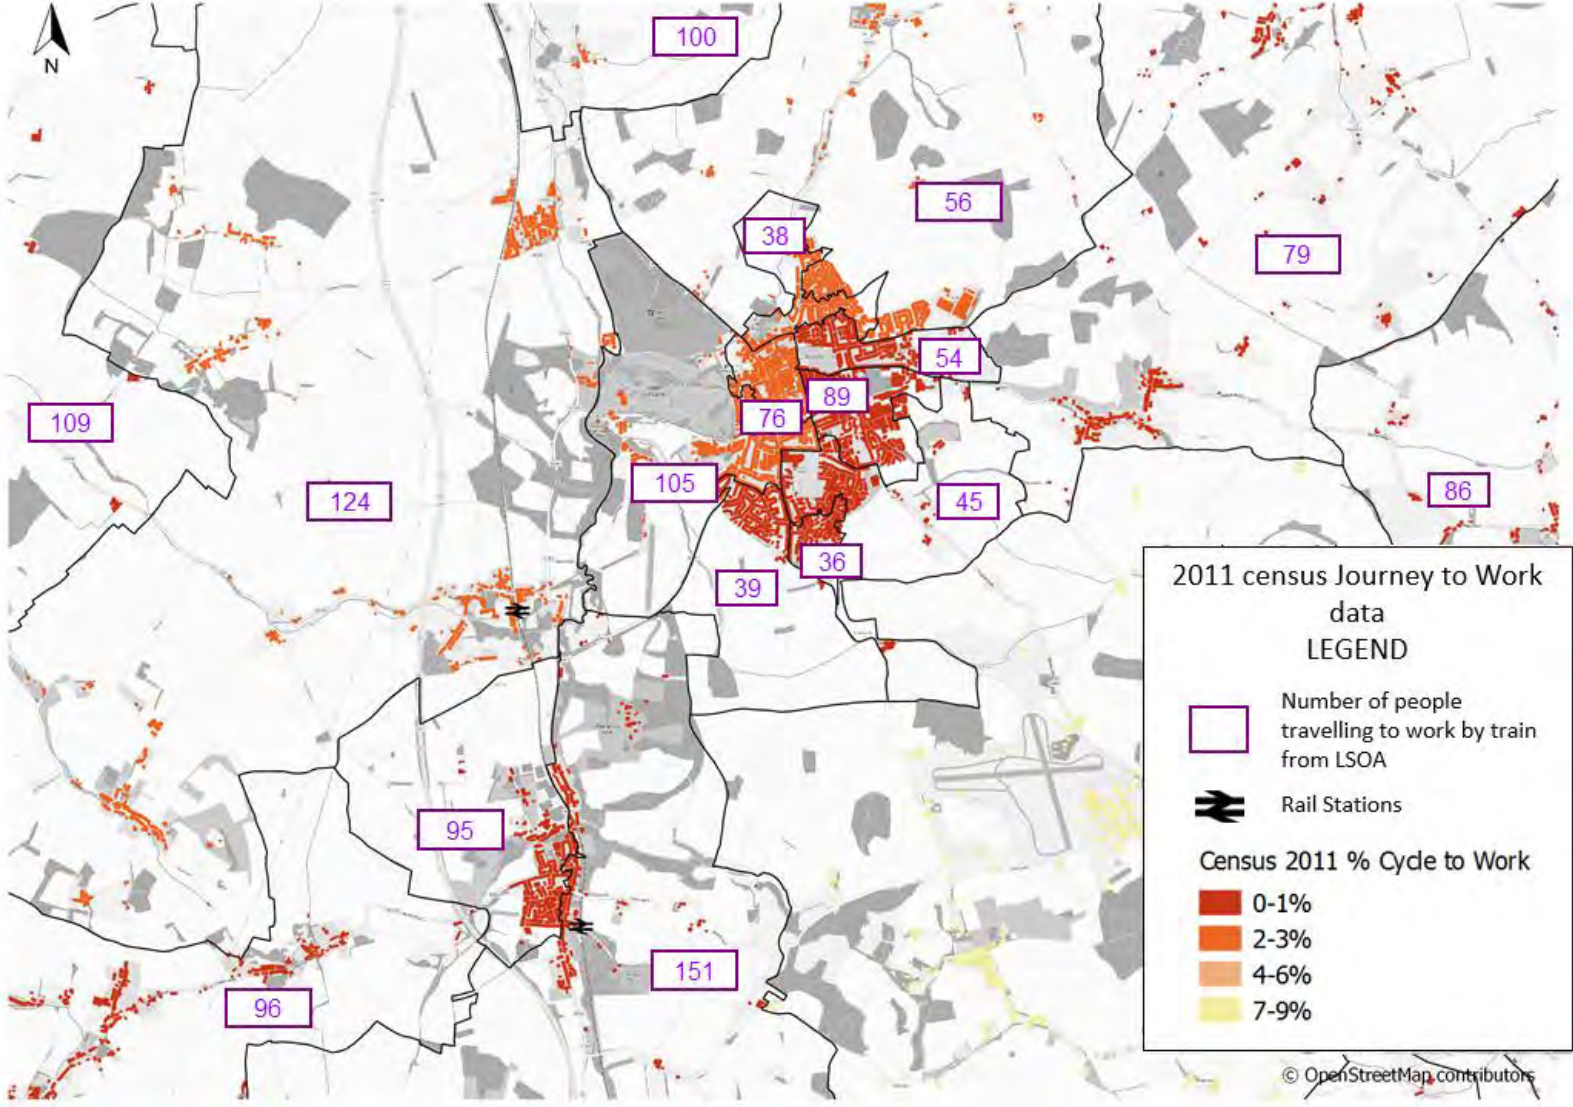 N
100
56
38
79
54
89
76
109
105
124
45
86
36
39
95
151
96
2011 census Journey to Work
data
LEGEND
Number of people
travelling to work by train
from LSOA
Rail Stations
Census 2011 % Cycle to Work
0-1%
2-3%
4-6%
7-9%
© OpenStreetMap contributors